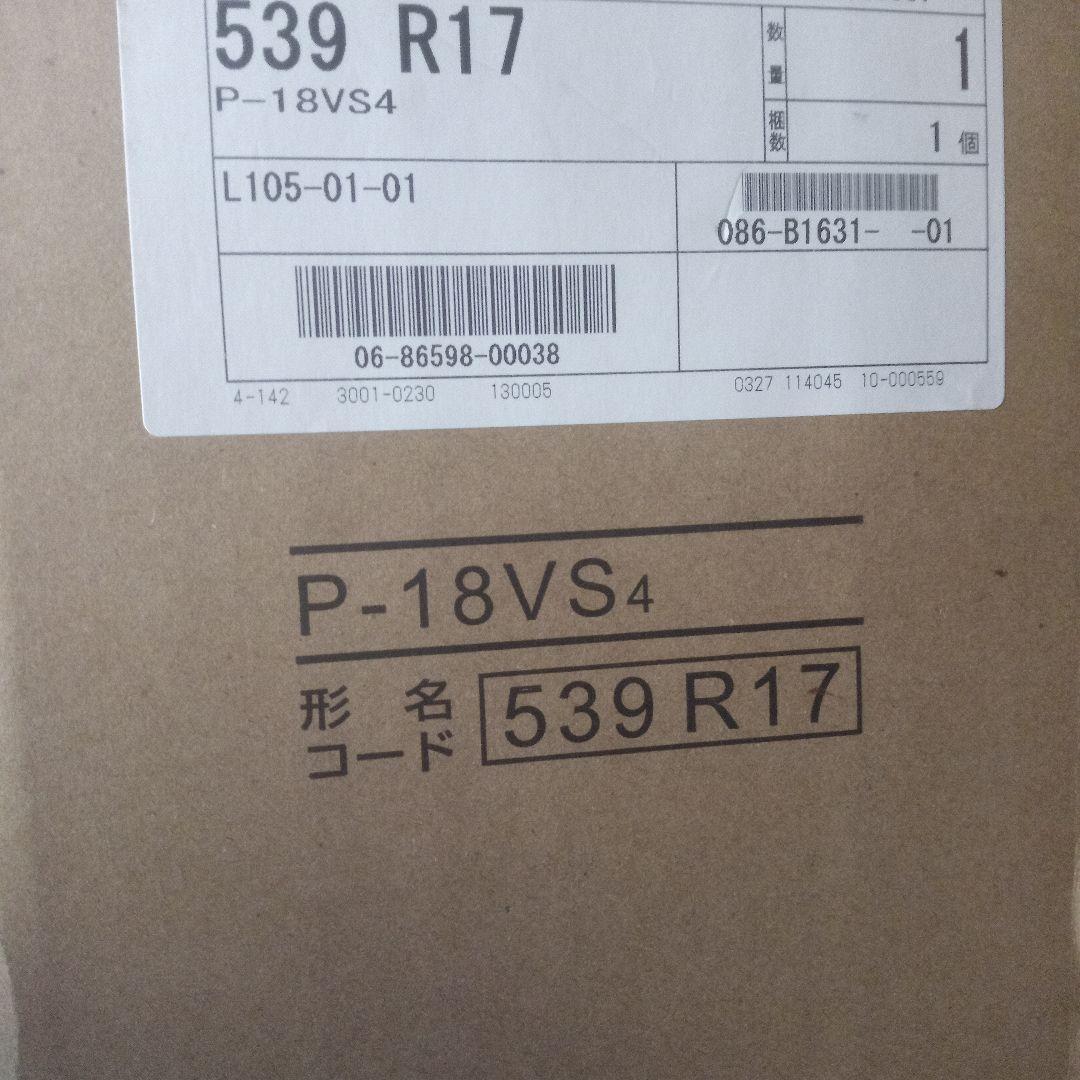 539 R17
P-18VS4
数量
1
梱数
1 個
L105-01-01
086-B1631-  -01
06-86598-00038
4-142 3001-0230 130005
0327 114045 10-000559
P-18VS4
形名
コード
539 R17